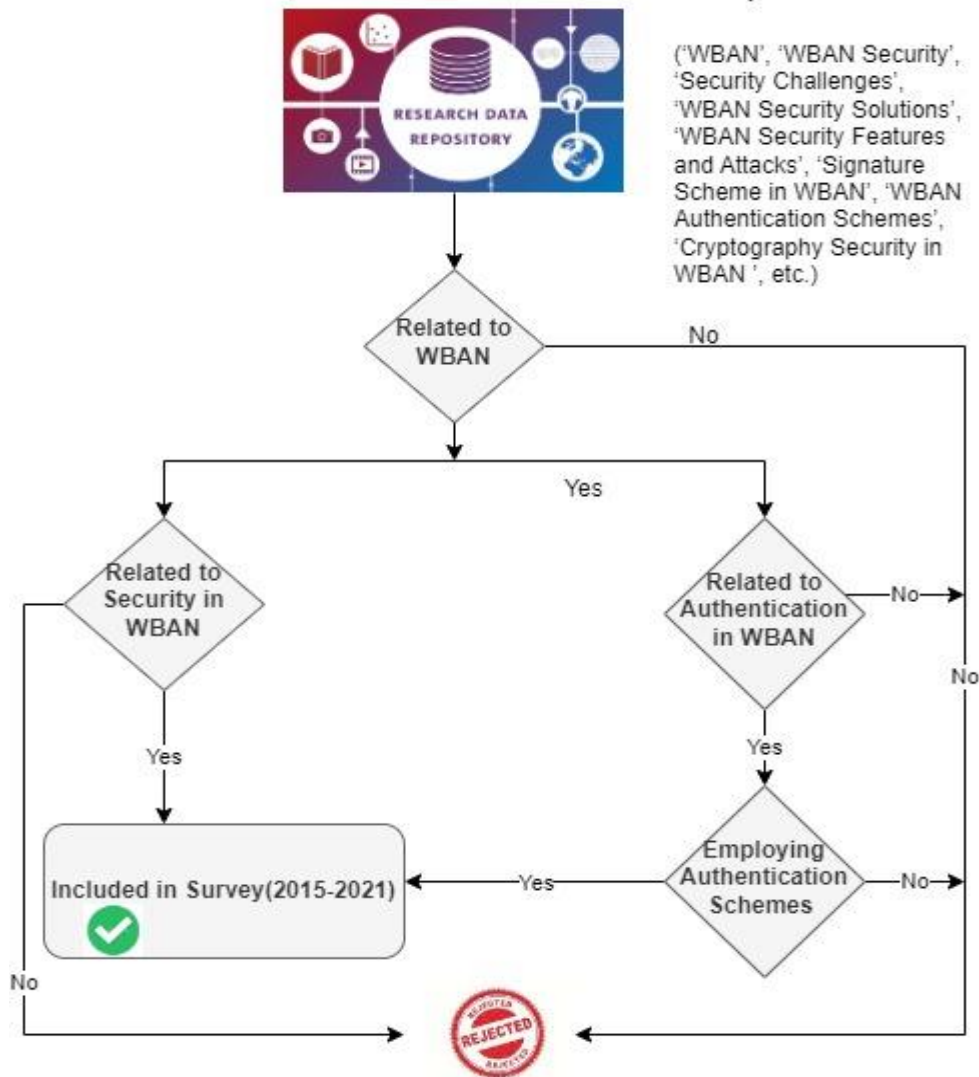 RESEARCH DATA
REPOSITORY
(‘WBAN’, ‘WBAN Security’,
‘Security Challenges’,
‘WBAN Security Solutions’,
‘WBAN Security Features
and Attacks’, ‘Signature
Scheme in WBAN’, ‘WBAN
Authentication Schemes’,
‘Cryptography Security in
WBAN ’, etc.)
Related to
WBAN
No
Yes
Related to
Security in
WBAN
Related to
Authentication
in WBAN
No
No
Yes
Yes
Included in Survey(2015-2021)
Yes
Employing
Authentication
Schemes
No
No
REJECTED
REJECTED
REJECTED